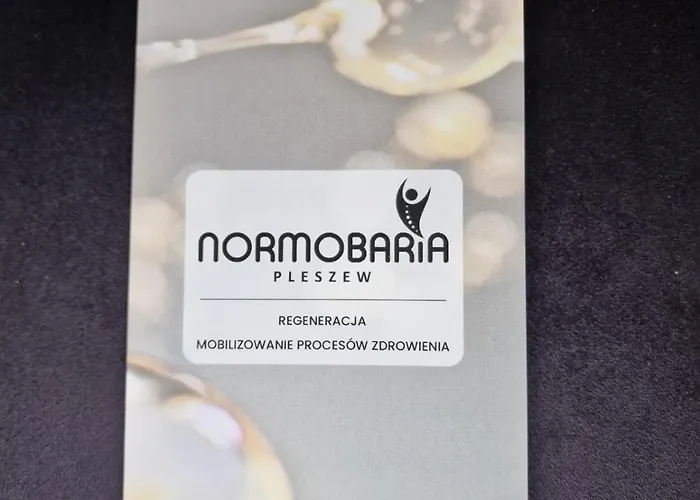 NORMOBARiA
PLESZEW
REGENERACJA
MOBILIZOWANIE PROCESÓW ZDROWIENIA